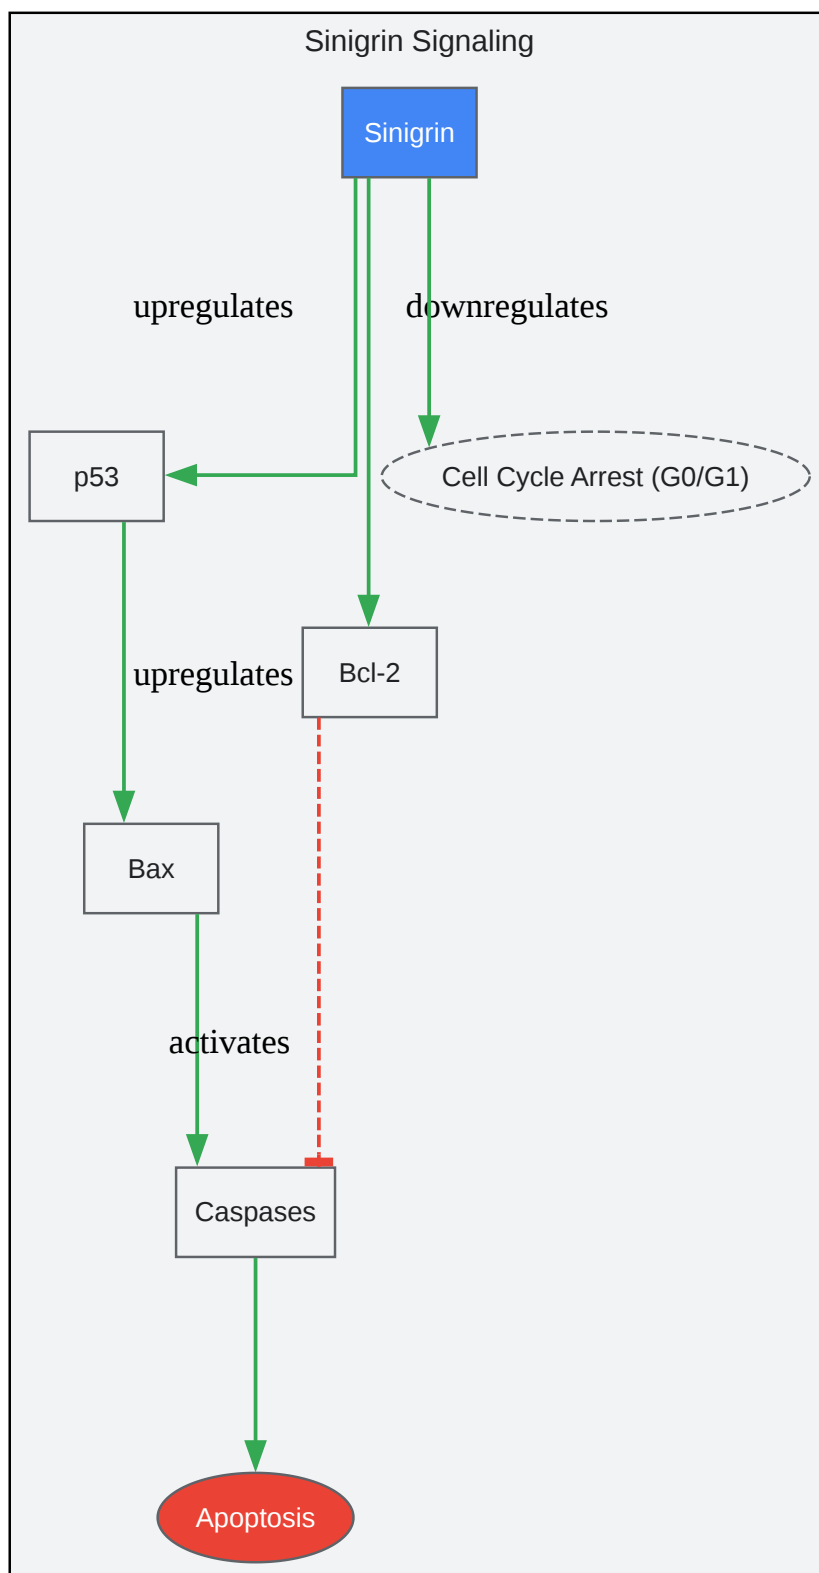 Sinigrin Signaling
Sinigrin
upregulates
downregulates
p53
Cell Cycle Arrest (G0/G1)
upregulates
Bcl-2
Bax
activates
Caspases
Apoptosis